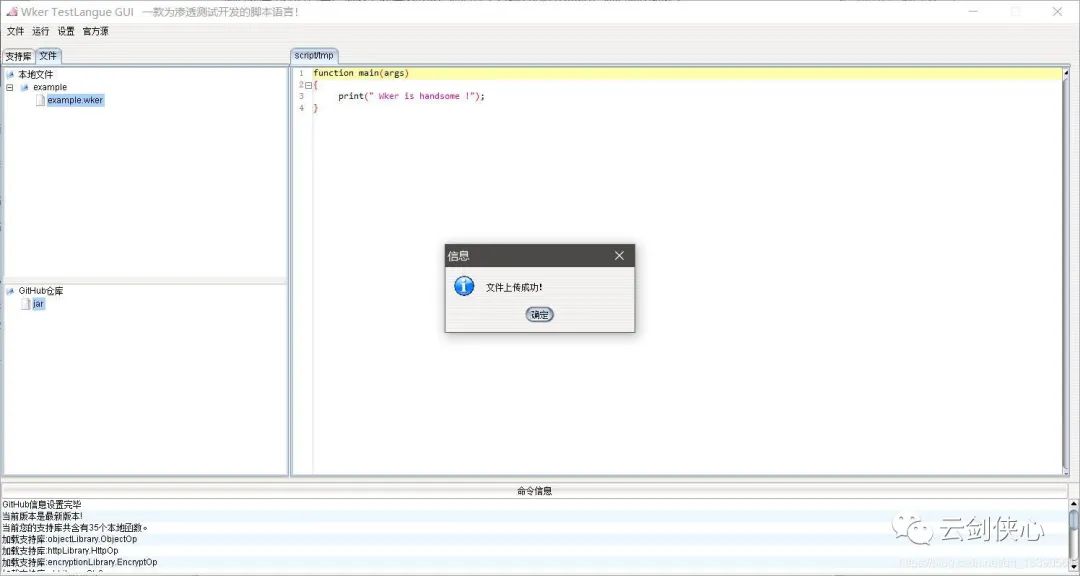 Wker TestLangue GUI 一款为渗透测试开发的脚本语言!
文件 运行 设置 官方源
支持库 文件
script/tmp
本地文件
example
example.wker
1 function main(args)
2 {
3 print(" Wker is handsome !");
4 }
信息
文件上传成功!
确定
GitHub仓库
jar
命令信息
GitHub信息设置完毕
当前版本是最新版本!
当前您的支持库共含有35个本地函数。
加载支持库:objectLibrary.ObjectOp
加载支持库:httpLibrary.HttpOp
加载支持库:encryptionLibrary.EncryptOp
云剑侠心